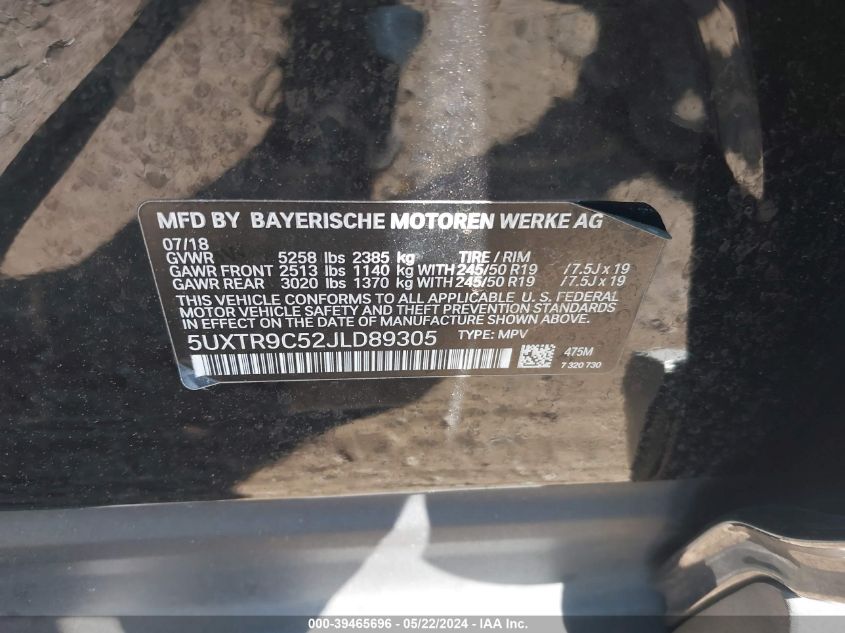 MFD BY BAYERISCHE MOTOREN WERKE AG
07/18
GVWR 5258 lbs 2385 kg TIRE / RIM
GAWR FRONT 2513 lbs 1140 kg WITH 245/50 R19 / 7.5J x 19
GAWR REAR 3020 lbs 1370 kg WITH 245/50 R19 / 7.5J x 19
THIS VEHICLE CONFORMS TO ALL APPLICABLE U. S. FEDERAL
MOTOR VEHICLE SAFETY AND THEFT PREVENTION STANDARDS
IN EFFECT ON THE DATE OF MANUFACTURE SHOWN ABOVE.
5UXTR9C52JLD89305 TYPE: MPV
475M
7 320 730
000-39465696 - 05/22/2024 - IAA Inc.